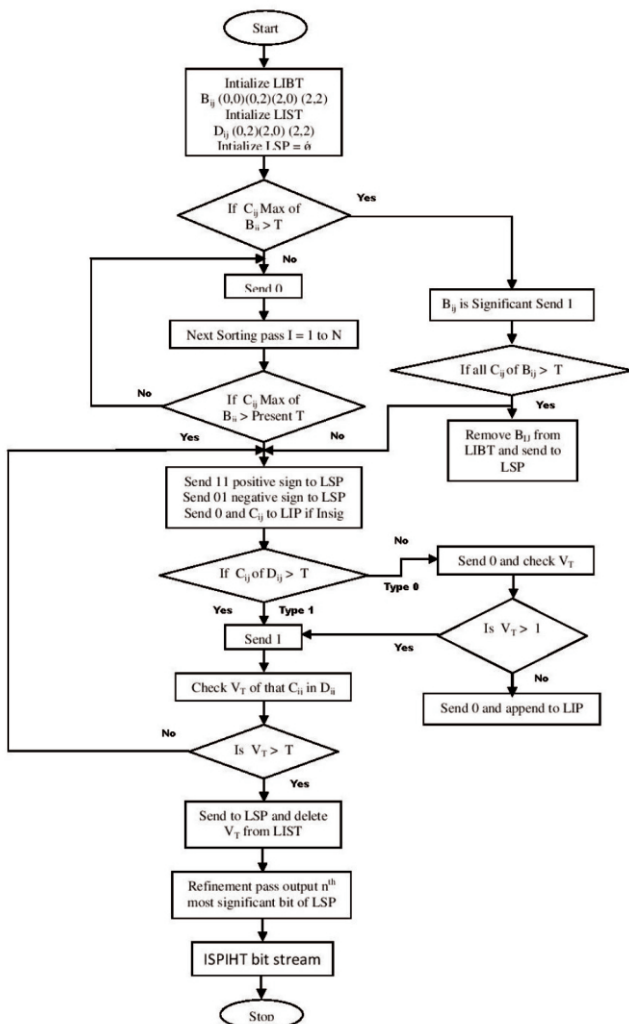 Start
Intialize LIBT
Bij (0,0)(0,2)(2,0) (2,2)
Intialize LIST
Dij (0,2)(2,0) (2,2)
Intialize LSP = ø
If Cij Max of
Bij > T
Yes
No
Send 0
Bij is Significant Send 1
Next Sorting pass I = 1 to N
If all Cij of Bij > T
No
If Cij Max of
Bij > Present T
Yes
Yes
No
Remove BIJ from
LIBT and send to
LSP
Send 11 positive sign to LSP
Send 01 negative sign to LSP
Send 0 and Cij to LIP if Insig
No
If Cij of Dij > T
Send 0 and check VT
Type 0
Yes
Type 1
Is VT > 1
Send 1
Yes
No
Check VT of that Cij in Dij
Send 0 and append to LIP
No
Is VT > T
Yes
Send to LSP and delete
VT from LIST
Refinement pass output nth
most significant bit of LSP
ISPIHT bit stream
Stop